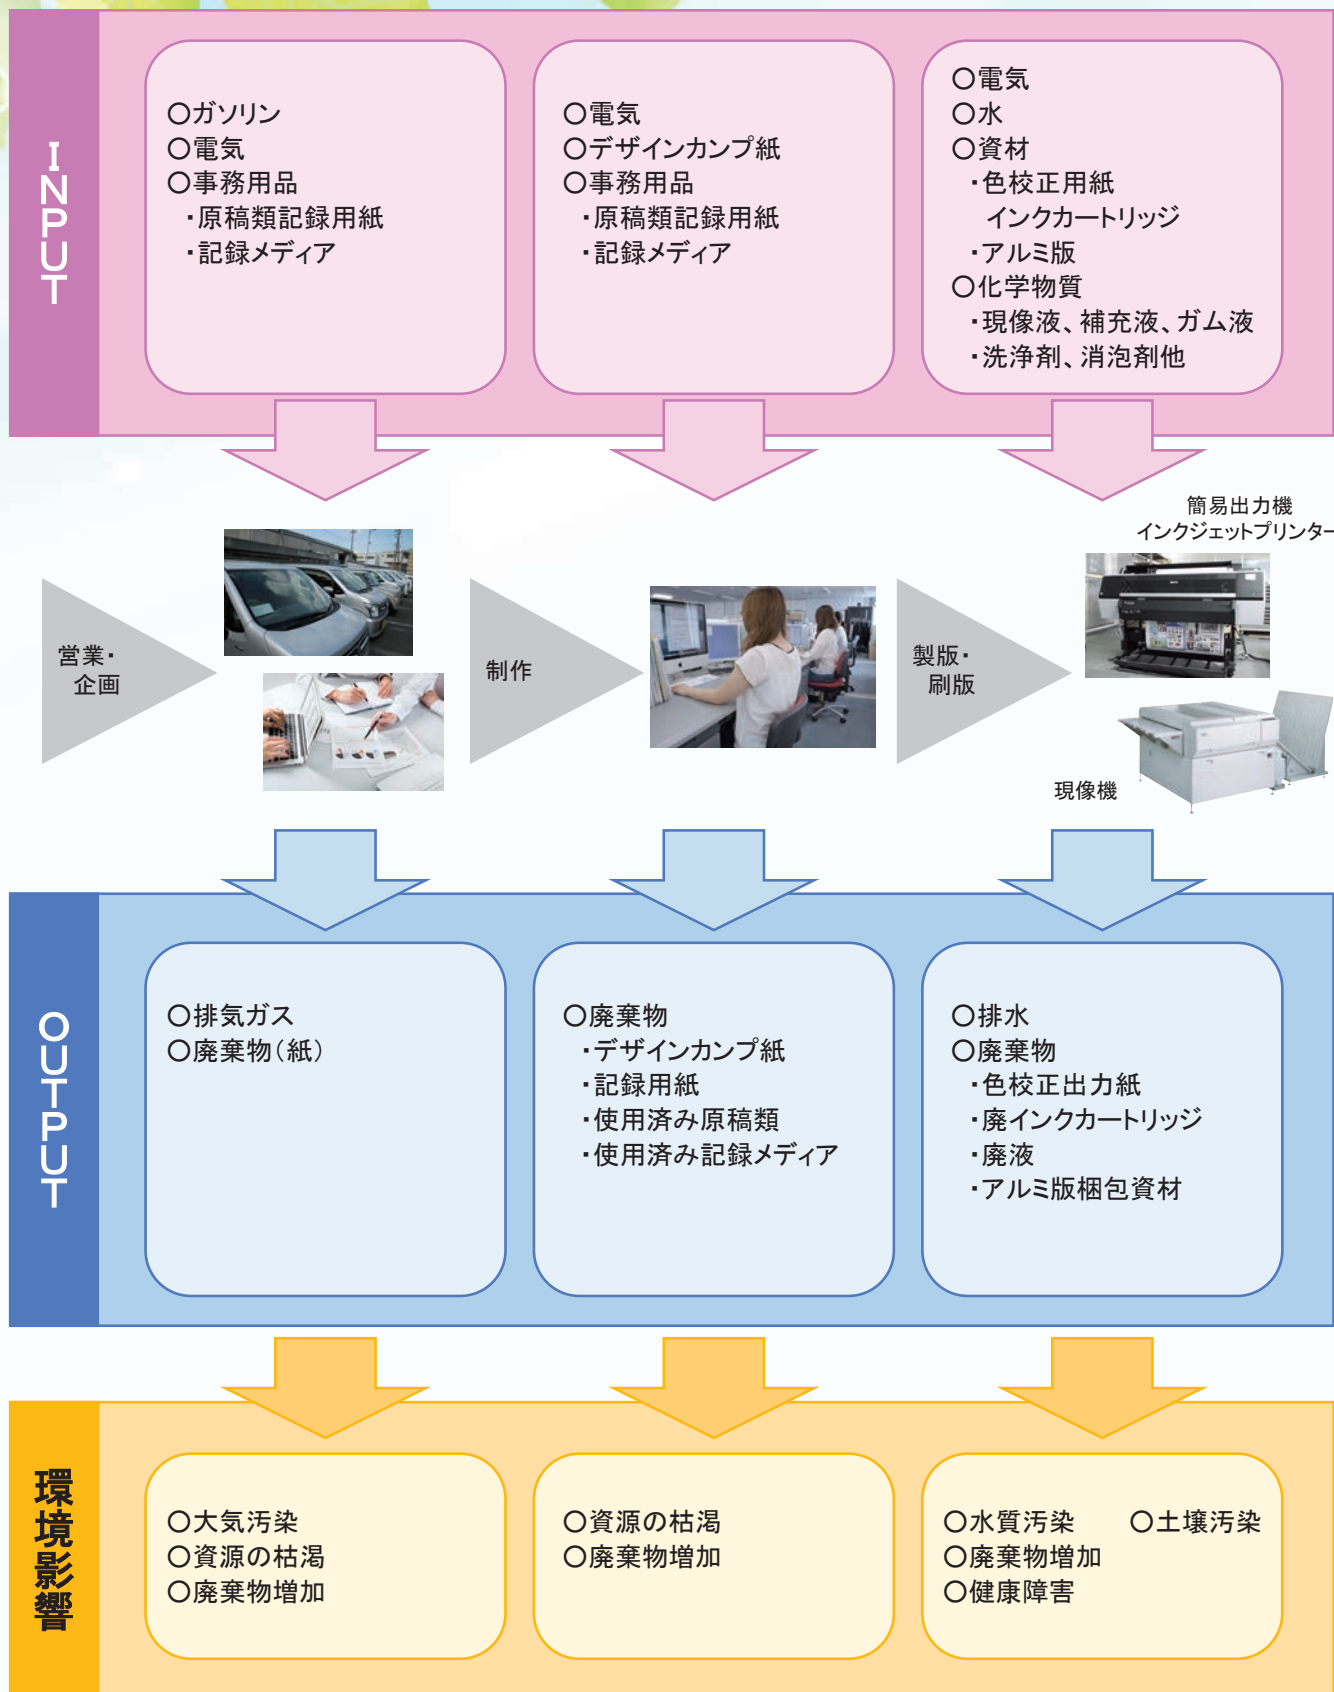 INPUT
○ガソリン
○電気
○事務用品
・原稿類記録用紙
・記録メディア
○電気
○デザインカンプ紙
○事務用品
・原稿類記録用紙
・記録メディア
○電気
○水
○資材
・色校正用紙
インクカートリッジ
・アルミ版
○化学物質
・現像液、補充液、ガム液
・洗浄剤、消泡剤他
営業・
企画
制作
製版・
刷版
簡易出力機
インクジェットプリンター
現像機
OUTPUT
○排気ガス
○廃棄物(紙)
○廃棄物
・デザインカンプ紙
・記録用紙
・使用済み原稿類
・使用済み記録メディア
○排水
○廃棄物
・色校正出力紙
・廃インクカートリッジ
・廃液
・アルミ版梱包資材
環境影響
○大気汚染
○資源の枯渇
○廃棄物増加
○資源の枯渇
○廃棄物増加
○水質汚染 ○土壌汚染
○廃棄物増加
○健康障害